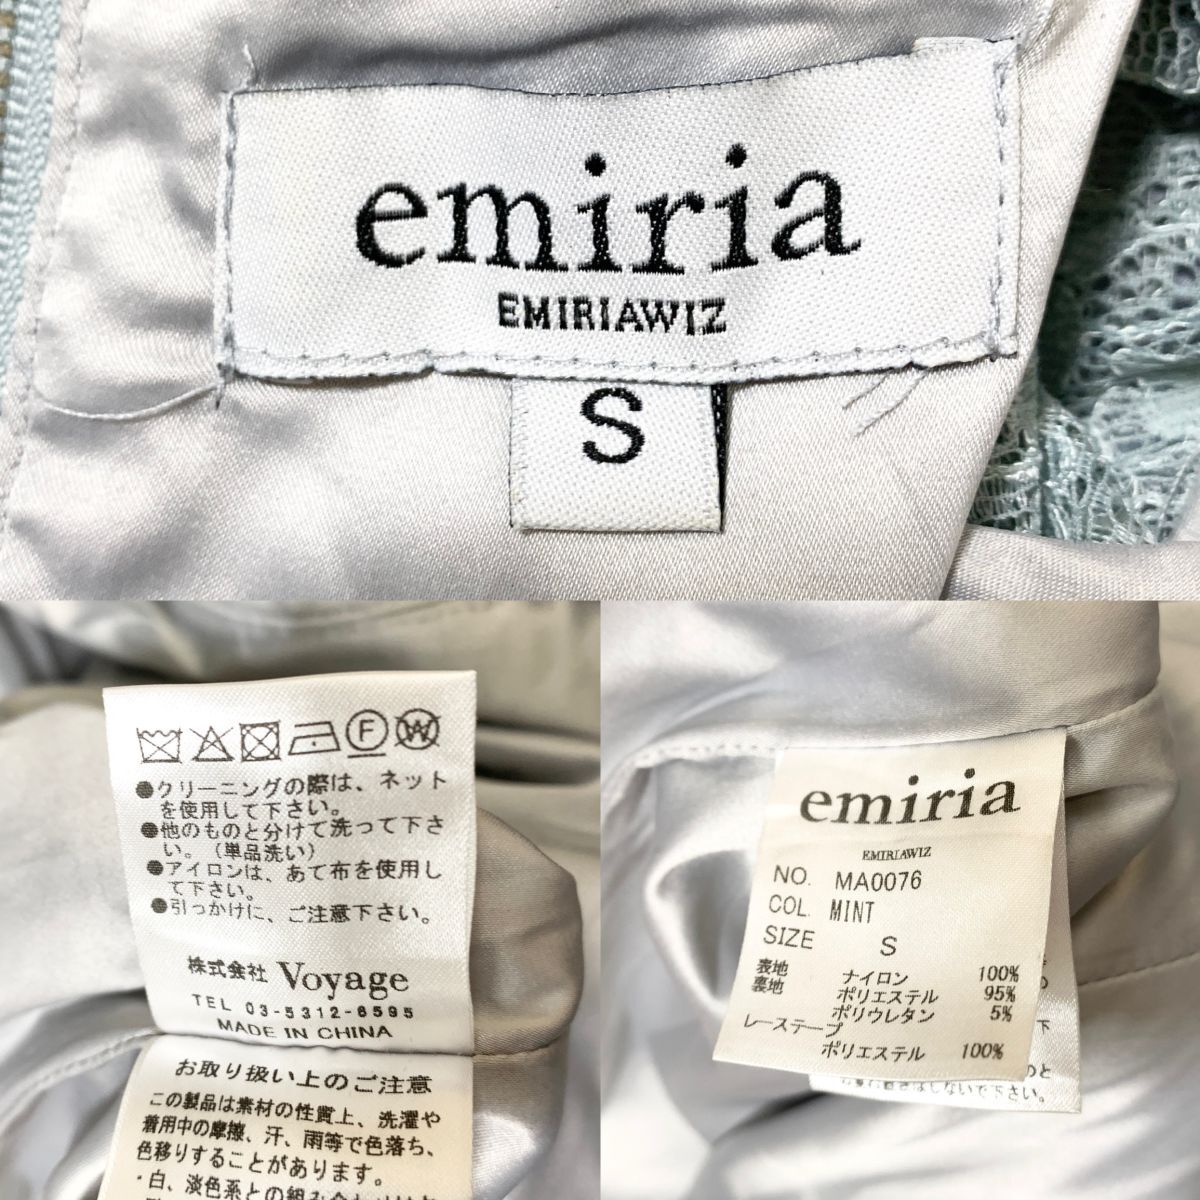 emiria
EMIRIAWIZ
S
F W
●クリーニングの際は、ネット
を使用して下さい。
●他のものと分けて洗って下さ
い。（単品洗い）
●アイロンは、あて布を使用し
て下さい。
●引っかけに、ご注意下さい。
株式会社 Voyage
TEL 03-5312-6595
MADE IN CHINA
お取り扱い上のご注意
この製品は素材の性質上、洗濯や
着用中の摩擦、汗、雨等で色落ち、
色移りすることがあります。
・白、淡色系との組み合わせは
emiria
EMIRIAWIZ
NO. MA0076
COL. MINT
SIZE S
表地 ナイロン 100%
裏地 ポリエステル 95%
ポリウレタン 5%
レーステープ
ポリエステル 100%
しないで下さい。